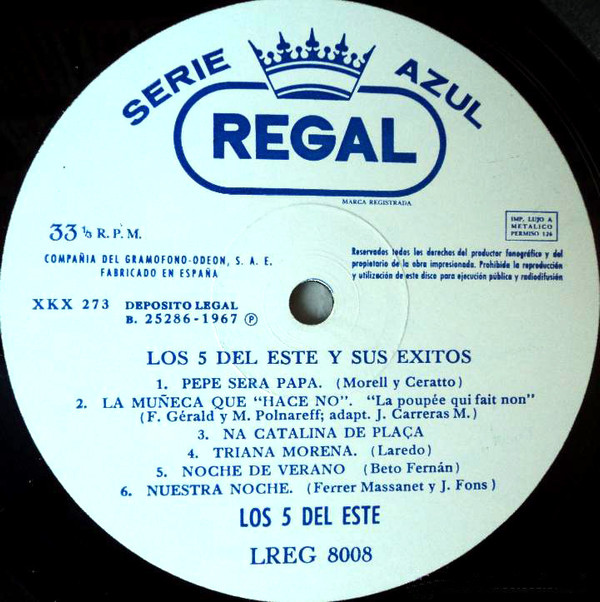 SERIE AZUL
REGAL
MARCA REGISTRADA
33 ⅓ R. P. M.
IMP. LUJO A
METALICO
PERMISO 126
COMPAÑIA DEL GRAMOFONO-ODEON, S. A. E.
FABRICADO EN ESPAÑA
Reservados todos los derechos del productor fonográfico y del
propietario de la obra impresionada. Prohibida la reproducción
y utilización de este disco para ejecución pública y radiodifusión
XKX 273
DEPOSITO LEGAL
B. 25286-1967 Ⓟ
LOS 5 DEL ESTE Y SUS EXITOS
1. PEPE SERA PAPA. (Morell y Ceratto)
2. LA MUÑECA QUE "HACE NO". "La poupée qui fait non"
(F. Gérald y M. Polnareff; adapt. J. Carreras M.)
3. NA CATALINA DE PLAÇA
4. TRIANA MORENA. (Laredo)
5. NOCHE DE VERANO (Beto Fernán)
6. NUESTRA NOCHE. (Ferrer Massanet y J. Fons)
LOS 5 DEL ESTE
LREG 8008